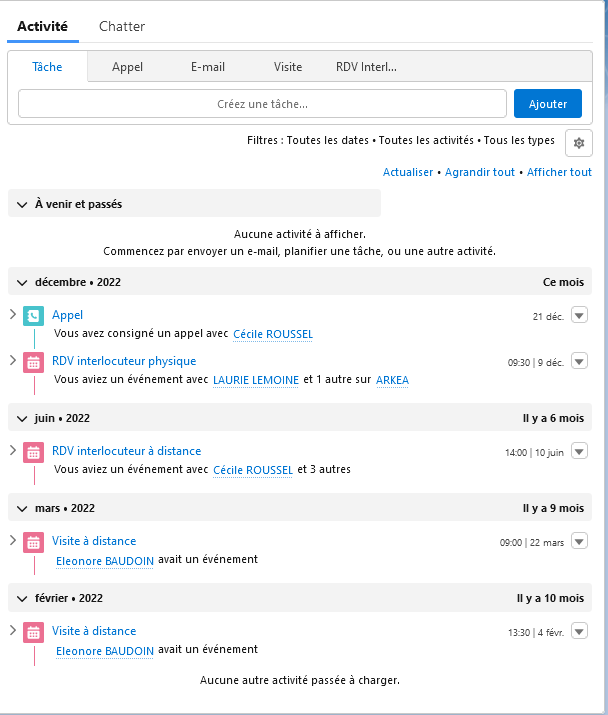 Activité Chatter
Tâche Appel E-mail Visite RDV Interl...
Créez une tâche... Ajouter
Filtres : Toutes les dates • Toutes les activités • Tous les types
Actualiser • Agrandir tout • Afficher tout
À venir et passés
Aucune activité à afficher.
Commencez par envoyer un e-mail, planifier une tâche, ou une autre activité.
décembre • 2022 Ce mois
Appel 21 déc.
Vous avez consigné un appel avec Cécile ROUSSEL
RDV interlocuteur physique 09:30 | 9 déc.
Vous aviez un événement avec LAURIE LEMOINE et 1 autre sur ARKEA
juin • 2022 Il y a 6 mois
RDV interlocuteur à distance 14:00 | 10 juin
Vous aviez un événement avec Cécile ROUSSEL et 3 autres
mars • 2022 Il y a 9 mois
Visite à distance 09:00 | 22 mars
Eleonore BAUDOIN avait un événement
février • 2022 Il y a 10 mois
Visite à distance 13:30 | 4 févr.
Eleonore BAUDOIN avait un événement
Aucune autre activité passée à charger.